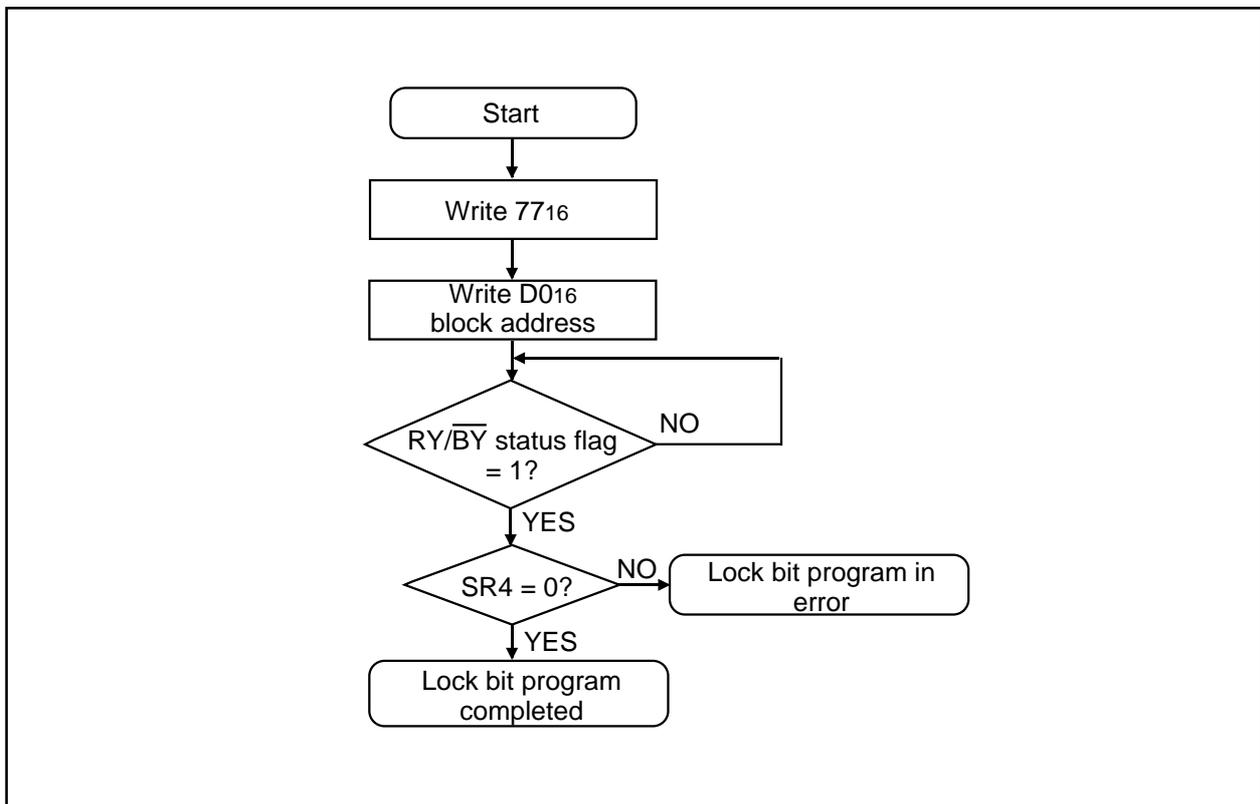 Start
Write 77₁₆
Write D0₁₆
block address
NO
RY/B̅Y̅ status flag
= 1?
YES
SR4 = 0?
NO
Lock bit program in
error
YES
Lock bit program
completed